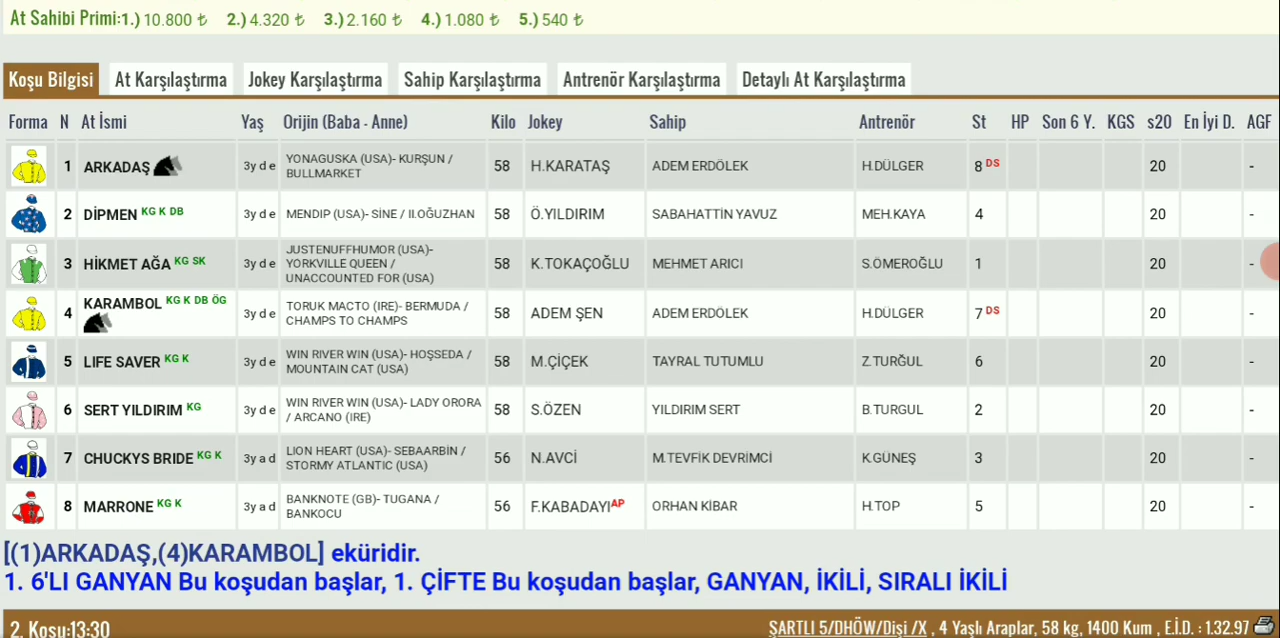 At Sahibi Primi:1.) 10.800 ₺ 2.) 4.320 ₺ 3.) 2.160 ₺ 4.) 1.080 ₺ 5.) 540 ₺
Koşu Bilgisi At Karşılaştırma Jokey Karşılaştırma Sahip Karşılaştırma Antrenör Karşılaştırma Detaylı At Karşılaştırma
Forma N At İsmi Yaş Orijin (Baba - Anne) Kilo Jokey Sahip Antrenör St HP Son 6 Y. KGS s20 En İyi D. AGF
1 ARKADAŞ 3y d e YONAGUSKA (USA)- KURŞUN / BULLMARKET 58 H.KARATAŞ ADEM ERDÖLEK H.DÜLGER 8 DS 20 -
2 DİPMEN KG K DB 3y d e MENDIP (USA)- SİNE / II.OĞUZHAN 58 Ö.YILDIRIM SABAHATTİN YAVUZ MEH.KAYA 4 20 -
3 HİKMET AĞA KG SK 3y d e JUSTENUFFHUMOR (USA)- YORKVILLE QUEEN / UNACCOUNTED FOR (USA) 58 K.TOKAÇOĞLU MEHMET ARICI S.ÖMEROĞLU 1 20 -
4 KARAMBOL KG K DB ÖG 3y d e TORUK MACTO (IRE)- BERMUDA / CHAMPS TO CHAMPS 58 ADEM ŞEN ADEM ERDÖLEK H.DÜLGER 7 DS 20 -
5 LIFE SAVER KG K 3y d e WIN RIVER WIN (USA)- HOŞSEDA / MOUNTAIN CAT (USA) 58 M.ÇİÇEK TAYRAL TUTUMLU Z.TURĞUL 6 20 -
6 SERT YILDIRIM KG 3y d e WIN RIVER WIN (USA)- LADY ORORA / ARCANO (IRE) 58 S.ÖZEN YILDIRIM SERT B.TURGUL 2 20 -
7 CHUCKYS BRIDE KG K 3y a d LION HEART (USA)- SEBAARBİN / STORMY ATLANTIC (USA) 56 N.AVCİ M.TEVFİK DEVRİMCİ K.GÜNEŞ 3 20 -
8 MARRONE KG K 3y a d BANKNOTE (GB)- TUGANA / BANKOCU 56 F.KABADAYI AP ORHAN KİBAR H.TOP 5 20 -
[(1)ARKADAŞ,(4)KARAMBOL] eküridir.
1. 6'LI GANYAN Bu koşudan başlar, 1. ÇİFTE Bu koşudan başlar, GANYAN, İKİLİ, SIRALI İKİLİ
2. Koşu:13:30 ŞARTLI 5/DHÖW/Dişi /X , 4 Yaşlı Araplar, 58 kg, 1400 Kum , E.İ.D. : 1.32.97